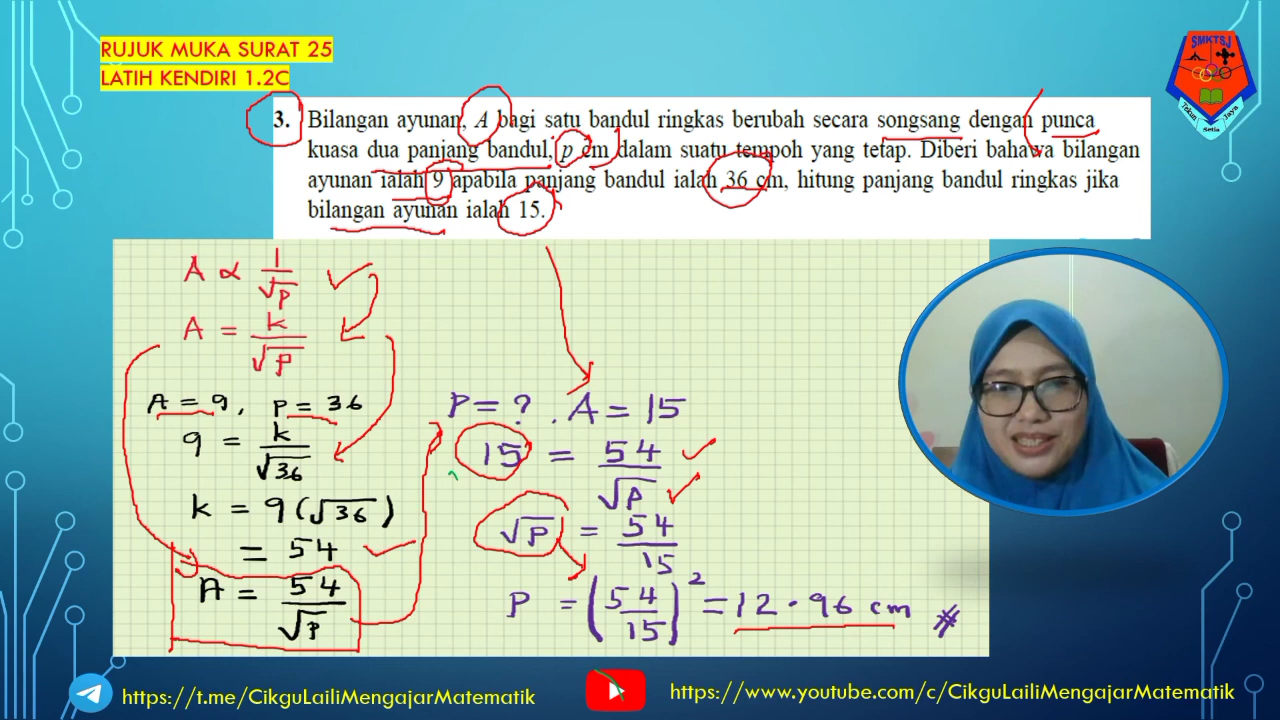 RUJUK MUKA SURAT 25
LATIH KENDIRI 1.2C
SMKTSJ
Tekun Setia Jaya
3. Bilangan ayunan, A bagi satu bandul ringkas berubah secara songsang dengan punca
kuasa dua panjang bandul, p cm dalam suatu tempoh yang tetap. Diberi bahawa bilangan
ayunan ialah 9 apabila panjang bandul ialah 36 cm, hitung panjang bandul ringkas jika
bilangan ayunan ialah 15.
A ∝ 1/√p
A = k/√p
A = 9, P = 36
9 = k/√36
k = 9(√36)
= 54
A = 54/√p
P = ? . A = 15
15 = 54/√p
√p = 54/15
P = (54/15)² = 12.96 cm #
https://t.me/CikguLailiMengajarMatematik
https://www.youtube.com/c/CikguLailiMengajarMatematik